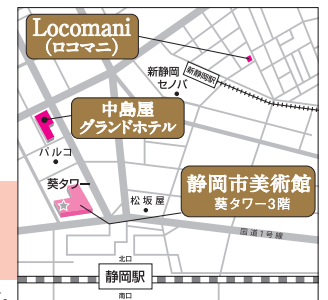 Locomani
(ロコマニ)
新静岡
セノバ
新静岡駅
中島屋
グランドホテル
パルコ
葵タワー
静岡市美術館
葵タワー3階
松坂屋
国道1号線
北口
静岡駅
南口